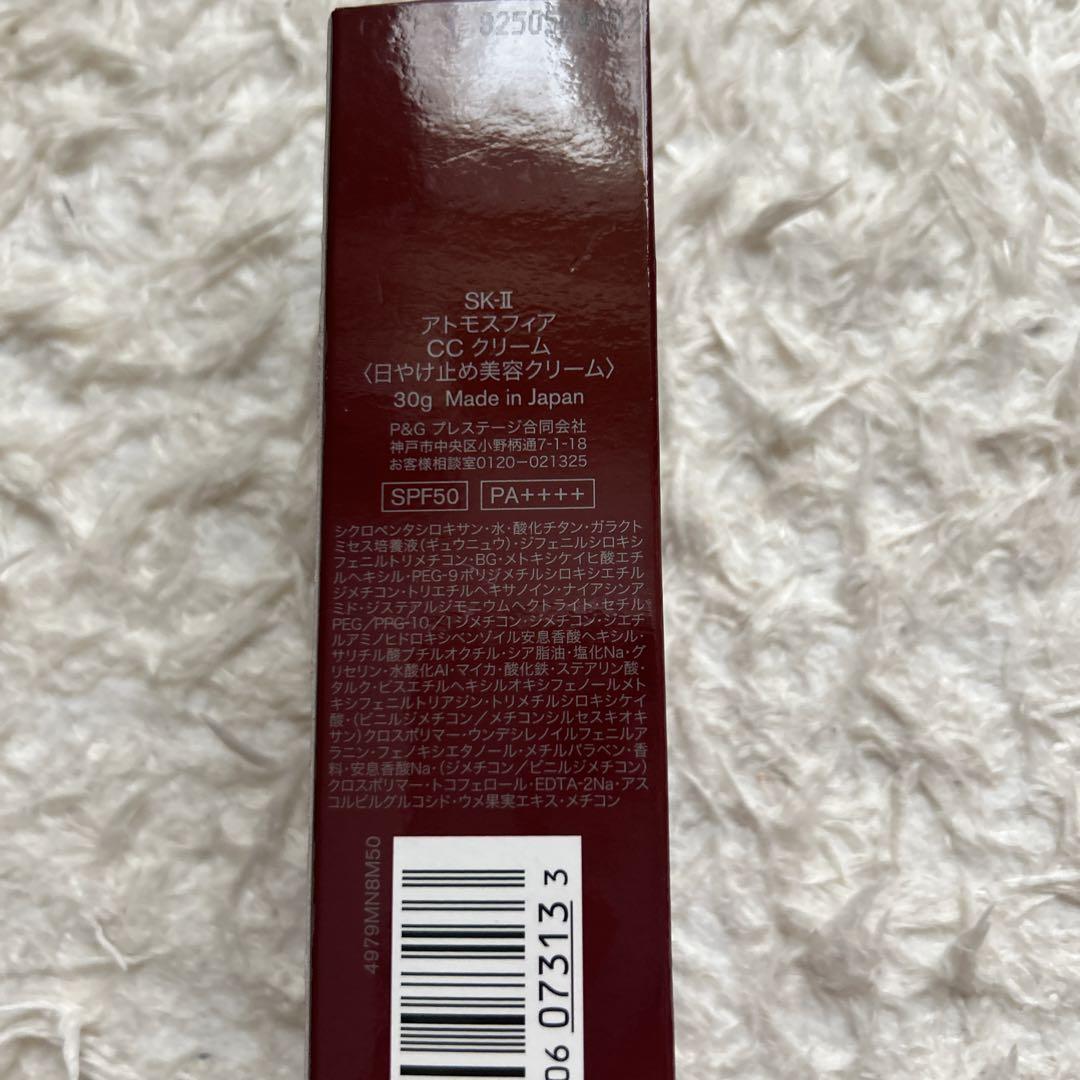 SK-II
アトモスフィア
CC クリーム
〈日やけ止め美容クリーム〉
30g Made in Japan
P&G プレステージ合同会社
神戸市中央区小野柄通7-1-18
お客様相談室0120-021325
SPF50 PA++++
シクロペンタシロキサン・水・酸化チタン・ガラクト
ミセス培養液(ギュウニュウ)・ジフェニルシロキシ
フェニルトリメチコン・BG・メトキシケイヒ酸エチ
ルヘキシル・PEG-9ポリジメチルシロキシエチル
ジメチコン・トリエチルヘキサノイン・ナイアシンア
ミド・ジステアルジモニウムヘクトライト・セチル
PEG/PPG-10/1ジメチコン・ジメチコン・ジエチ
ルアミノヒドロキシベンゾイル安息香酸ヘキシル・
サリチル酸ブチルオクチル・シア脂油・塩化Na・グ
リセリン・水酸化Al・マイカ・酸化鉄・ステアリン酸・
タルク・ビスエチルヘキシルオキシフェノールメト
キシフェニルトリアジン・トリメチルシロキシケイ
酸・(ビニルジメチコン/メチコンシルセスキオキ
サン)クロスポリマー・ウンデシレノイルフェニルア
ラニン・フェノキシエタノール・メチルパラベン・香
料・安息香酸Na・(ジメチコン/ビニルジメチコン)
クロスポリマー・トコフェロール・EDTA-2Na・アス
コルビルグルコシド・ウメ果実エキス・メチコン
4979MN8M50
06 07313 3